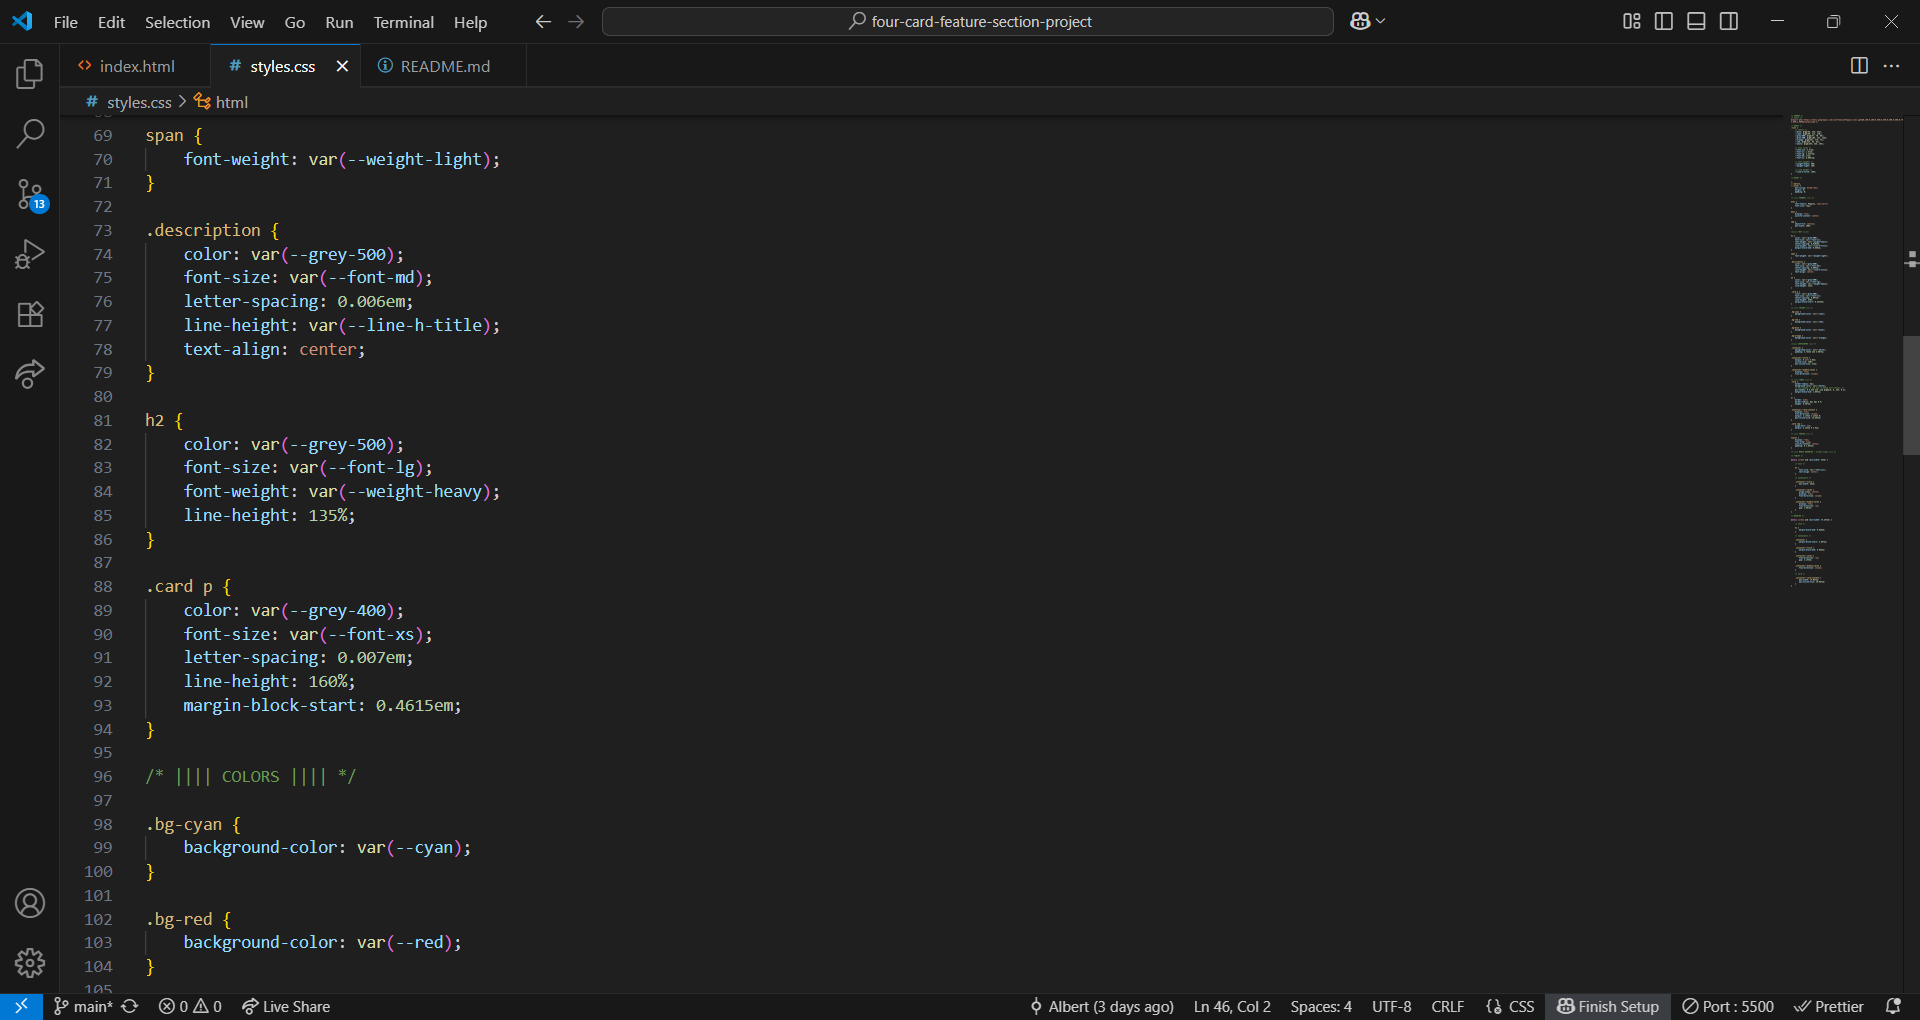 File Edit Selection View Go Run Terminal Help
four-card-feature-section-project
index.html
styles.css
README.md
styles.css > html
69 span {
70 font-weight: var(--weight-light);
71 }
72
73 .description {
74 color: var(--grey-500);
75 font-size: var(--font-md);
76 letter-spacing: 0.006em;
77 line-height: var(--line-h-title);
78 text-align: center;
79 }
80
81 h2 {
82 color: var(--grey-500);
83 font-size: var(--font-lg);
84 font-weight: var(--weight-heavy);
85 line-height: 135%;
86 }
87
88 .card p {
89 color: var(--grey-400);
90 font-size: var(--font-xs);
91 letter-spacing: 0.007em;
92 line-height: 160%;
93 margin-block-start: 0.4615em;
94 }
95
96 /* |||| COLORS |||| */
97
98 .bg-cyan {
99 background-color: var(--cyan);
100 }
101
102 .bg-red {
103 background-color: var(--red);
104 }
105
13
main* 0 0 Live Share
Albert (3 days ago) Ln 46, Col 2 Spaces: 4 UTF-8 CRLF {} CSS Finish Setup Port : 5500 Prettier